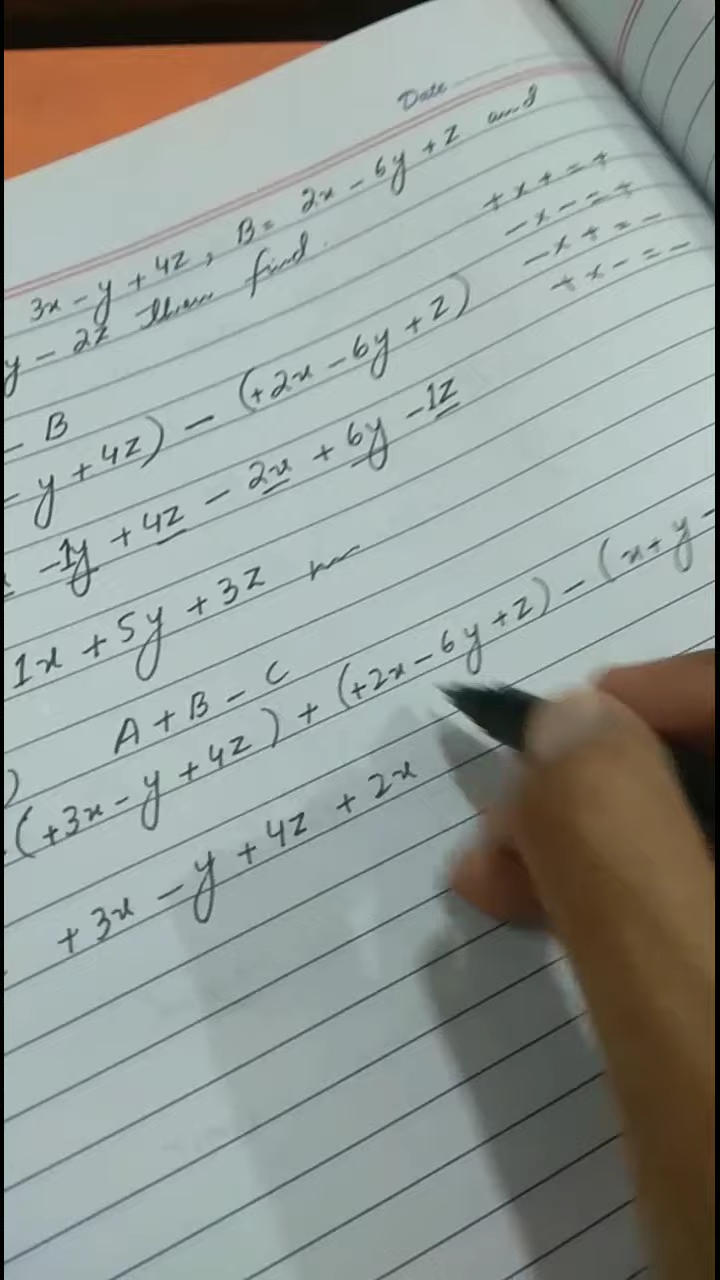 Date
3x - y + 4z, B = 2x - 6y + z and
y - 2z then find.
+ x + = +
- x - = +
- x + = -
+ x - = -
- B
- y + 4z) - (+2x - 6y + z)
-1y + 4z - 2x + 6y - 1z
1x + 5y + 3z
) A + B - C
(+3x - y + 4z) + (+2x - 6y + z) - (x + y -
+ 3x - y + 4z + 2x